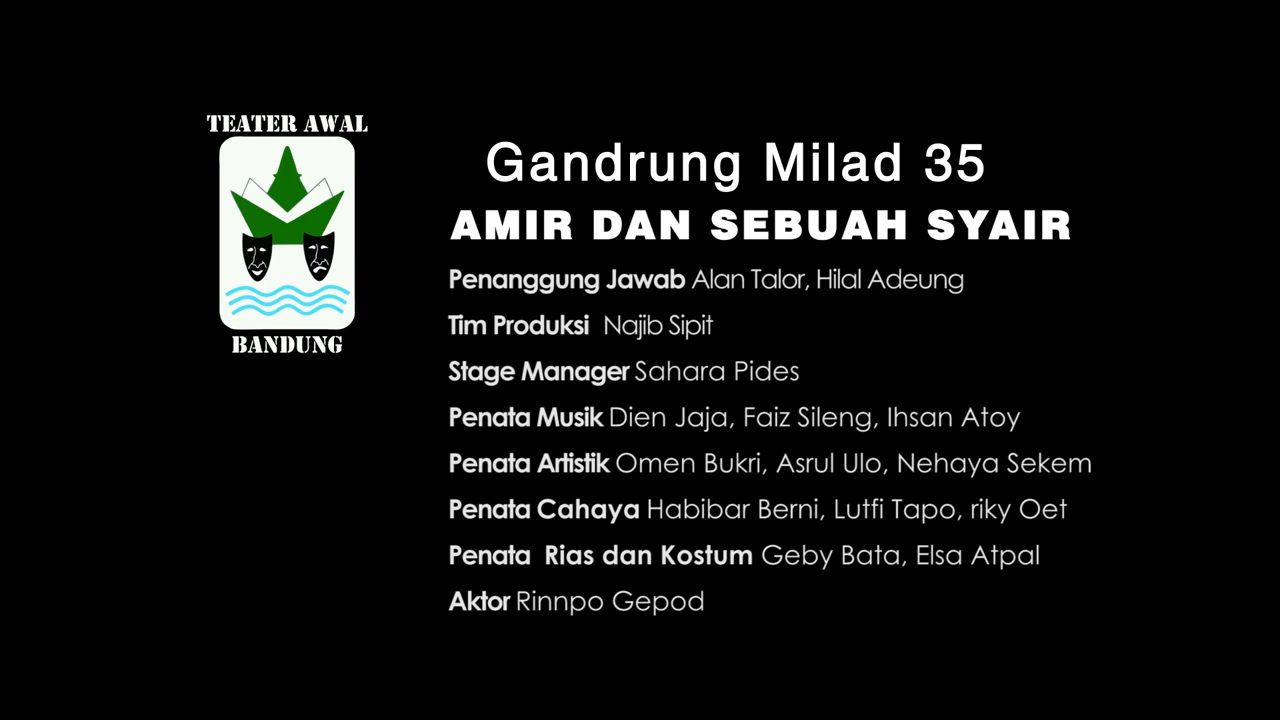 TEATER AWAL
BANDUNG
Gandrung Milad 35
AMIR DAN SEBUAH SYAIR
Penanggung Jawab Alan Talor, Hilal Adeung
Tim Produksi Najib Sipit
Stage Manager Sahara Pides
Penata Musik Dien Jaja, Faiz Sileng, Ihsan Atoy
Penata Artistik Omen Bukri, Asrul Ulo, Nehaya Sekem
Penata Cahaya Habibar Berni, Lutfi Tapo, riky Oet
Penata Rias dan Kostum Geby Bata, Elsa Atpal
Aktor Rinnpo Gepod